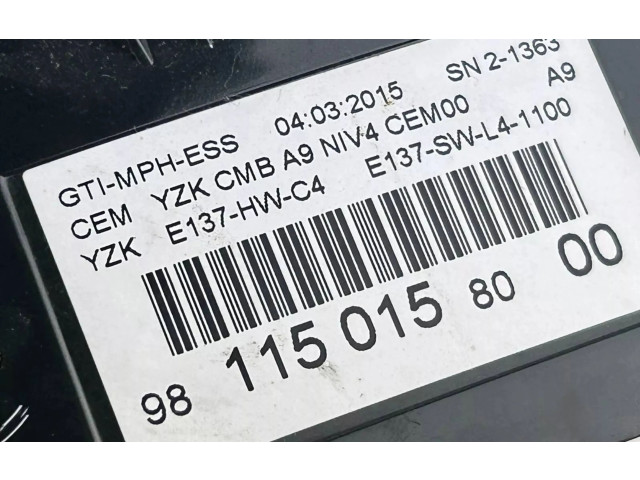 GTI-MPH-ESS 04:03:2015 SN 2-1363
CEM YZK CMB A9 NIV4 CEM00 A9
YZK E137-HW-C4 E137-SW-L4-1100
98 115 015 80 00